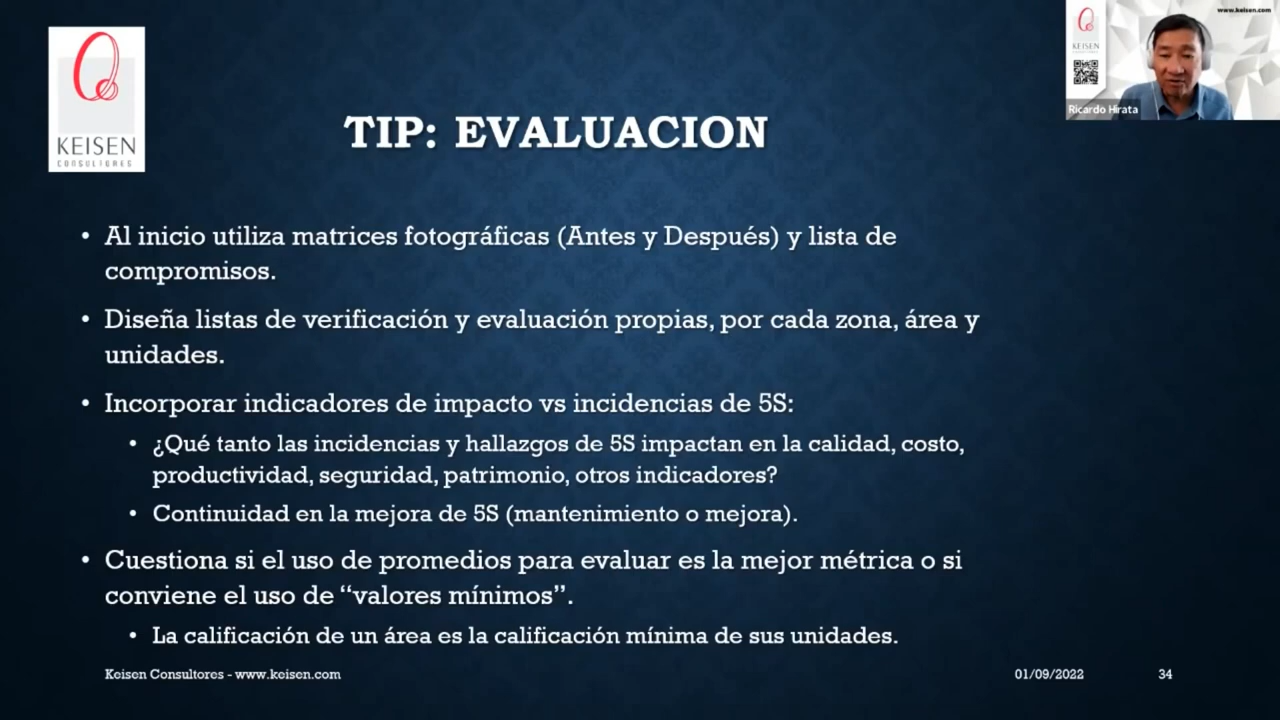 KEISEN
CONSULTORES
TIP: EVALUACION
• Al inicio utiliza matrices fotográficas (Antes y Después) y lista de
compromisos.
• Diseña listas de verificación y evaluación propias, por cada zona, área y
unidades.
• Incorporar indicadores de impacto vs incidencias de 5S:
• ¿Qué tanto las incidencias y hallazgos de 5S impactan en la calidad, costo,
productividad, seguridad, patrimonio, otros indicadores?
• Continuidad en la mejora de 5S (mantenimiento o mejora).
• Cuestiona si el uso de promedios para evaluar es la mejor métrica o si
conviene el uso de “valores mínimos”.
• La calificación de un área es la calificación mínima de sus unidades.
Keisen Consultores - www.keisen.com
01/09/2022
34
www.keisen.com
KEISEN
Ricardo Hirata